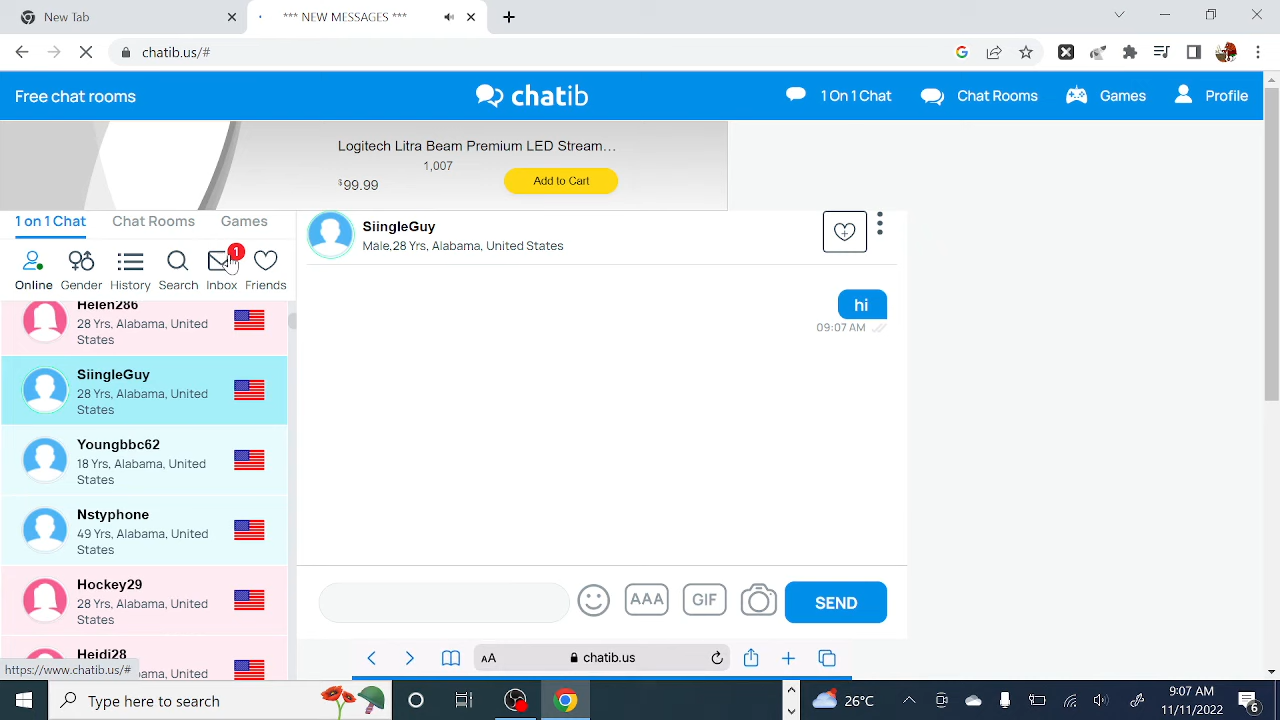 New Tab
*** NEW MESSAGES ***
chatib.us/#
Free chat rooms
chatib
1 On 1 Chat
Chat Rooms
Games
Profile
Logitech Litra Beam Premium LED Stream...
1,007
$99.99
Add to Cart
1 on 1 Chat
Chat Rooms
Games
1
Online
Gender
History
Search
Inbox
Friends
Helen286
28 Yrs, Alabama, United
States
SiingleGuy
28 Yrs, Alabama, United
States
Youngbbc62
18 Yrs, Alabama, United
States
Nstyphone
49 Yrs, Alabama, United
States
Hockey29
28 Yrs, Alabama, United
States
Heidi28
ama, United
https://www.chatib.us/#
SiingleGuy
Male,28 Yrs, Alabama, United States
hi
09:07 AM
AAA
GIF
SEND
AA
chatib.us
Type here to search
26°C
9:07 AM
11/11/2022
6